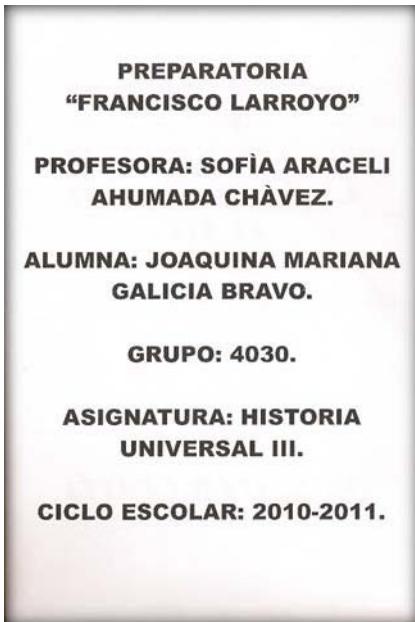 PREPARATORIA
“FRANCISCO LARROYO”
PROFESORA: SOFÌA ARACELI
AHUMADA CHÀVEZ.
ALUMNA: JOAQUINA MARIANA
GALICIA BRAVO.
GRUPO: 4030.
ASIGNATURA: HISTORIA
UNIVERSAL III.
CICLO ESCOLAR: 2010-2011.